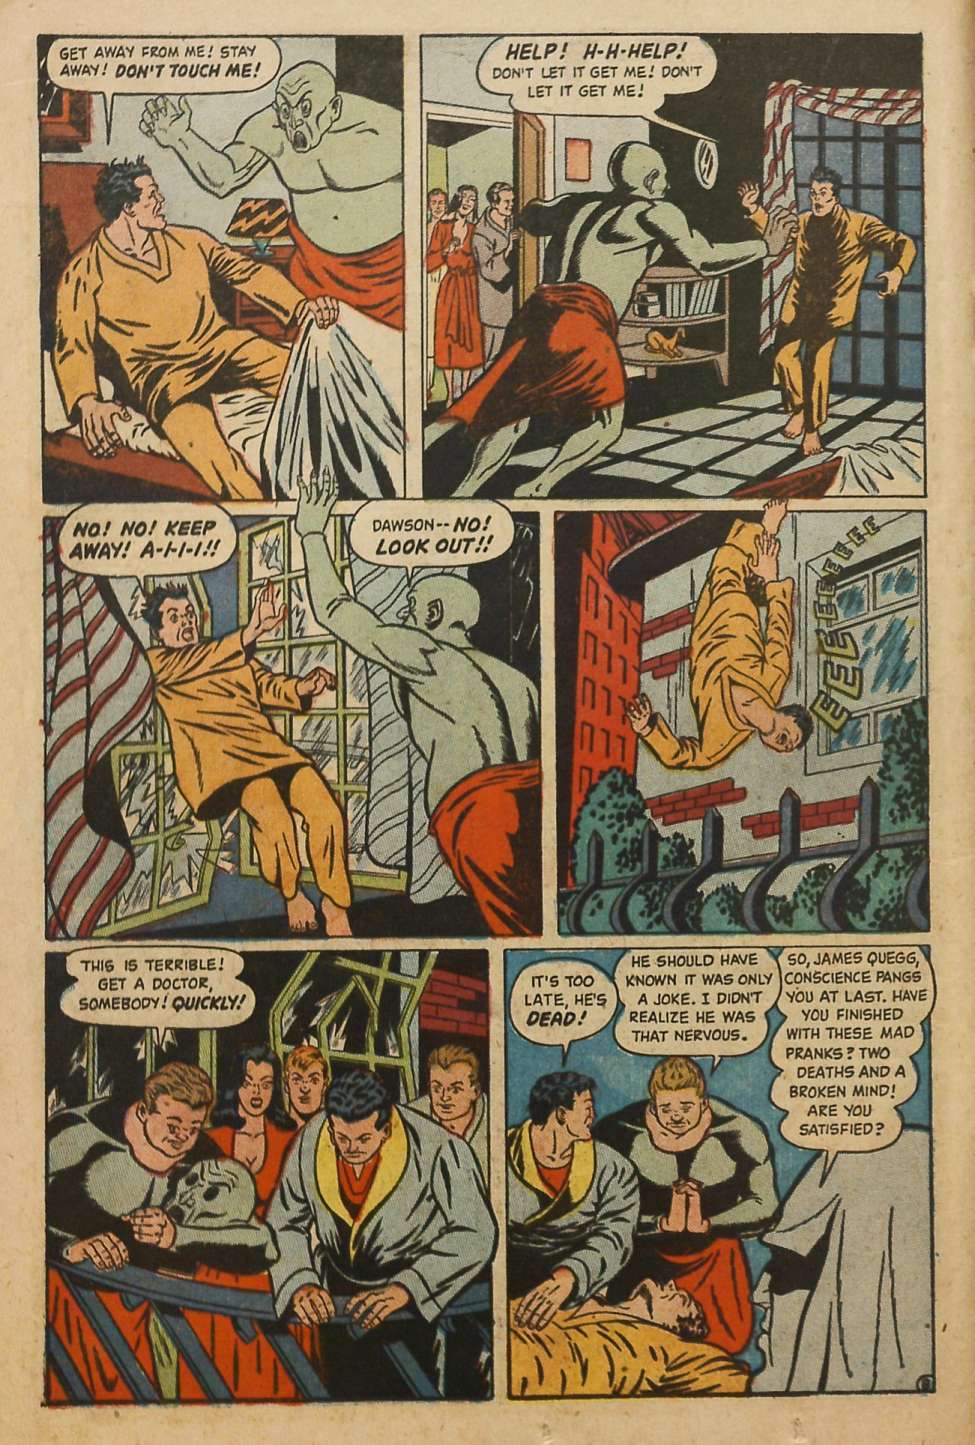 GET AWAY FROM ME! STAY
AWAY! DON'T TOUCH ME!
HELP! H-H-HELP!
DON'T LET IT GET ME! DON'T
LET IT GET ME!
NO! NO! KEEP
AWAY! A-I-I-I!!
DAWSON-- NO!
LOOK OUT!!
EEEEEEEEE
THIS IS TERRIBLE!
GET A DOCTOR,
SOMEBODY! QUICKLY!
IT'S TOO
LATE, HE'S
DEAD!
HE SHOULD HAVE
KNOWN IT WAS ONLY
A JOKE. I DIDN'T
REALIZE HE WAS
THAT NERVOUS.
SO, JAMES QUEGG,
CONSCIENCE PANGS
YOU AT LAST. HAVE
YOU FINISHED
WITH THESE MAD
PRANKS? TWO
DEATHS AND A
BROKEN MIND!
ARE YOU
SATISFIED?